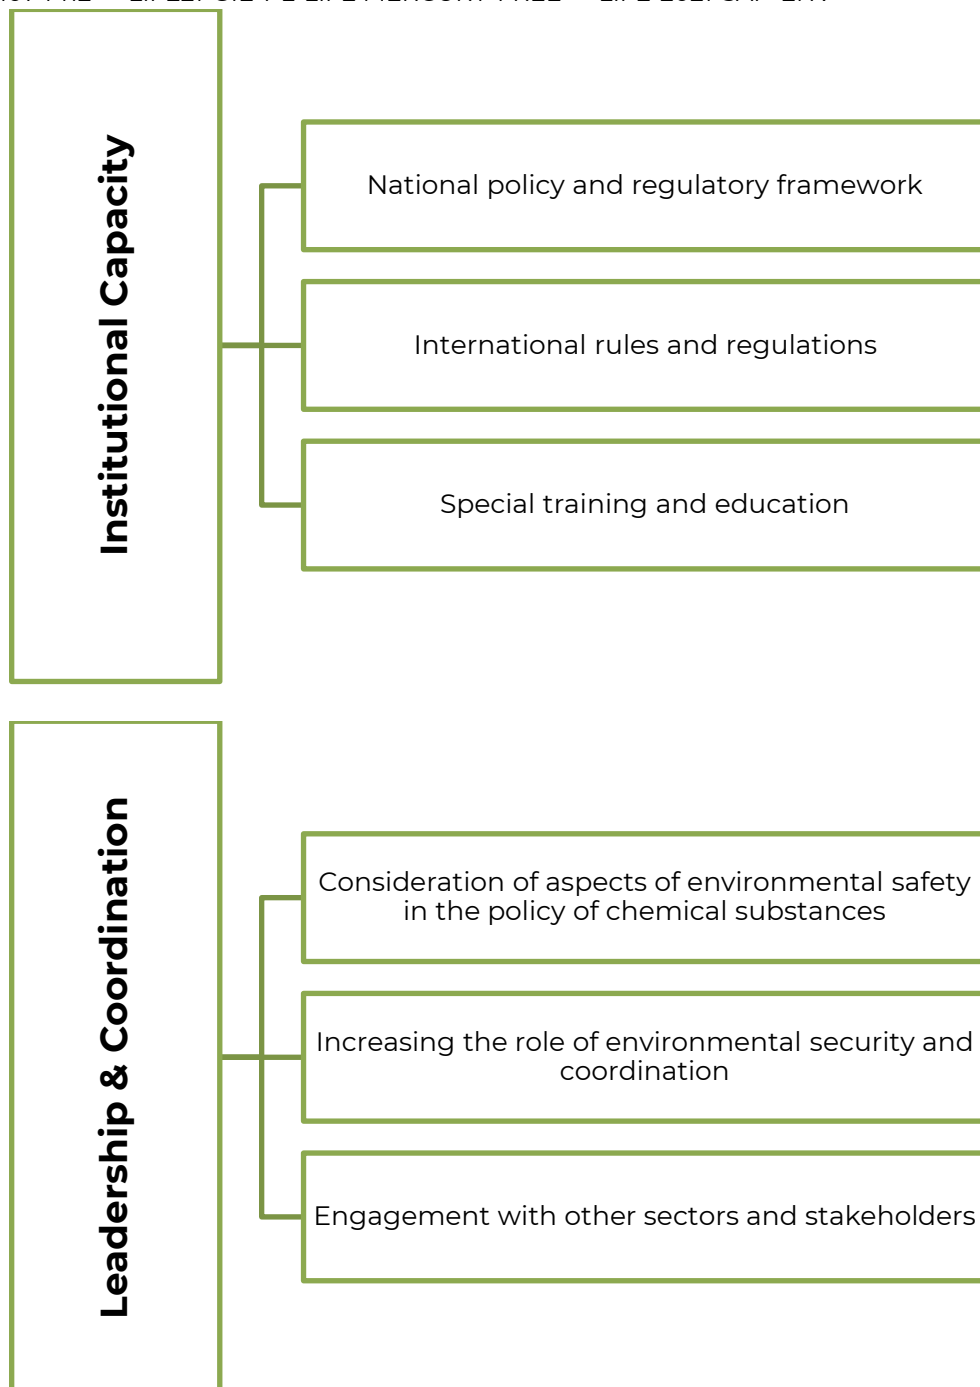 Institutional Capacity
National policy and regulatory framework
International rules and regulations
Special training and education
Leadership & Coordination
Consideration of aspects of environmental safety
in the policy of chemical substances
Increasing the role of environmental security and
coordination
Engagement with other sectors and stakeholders